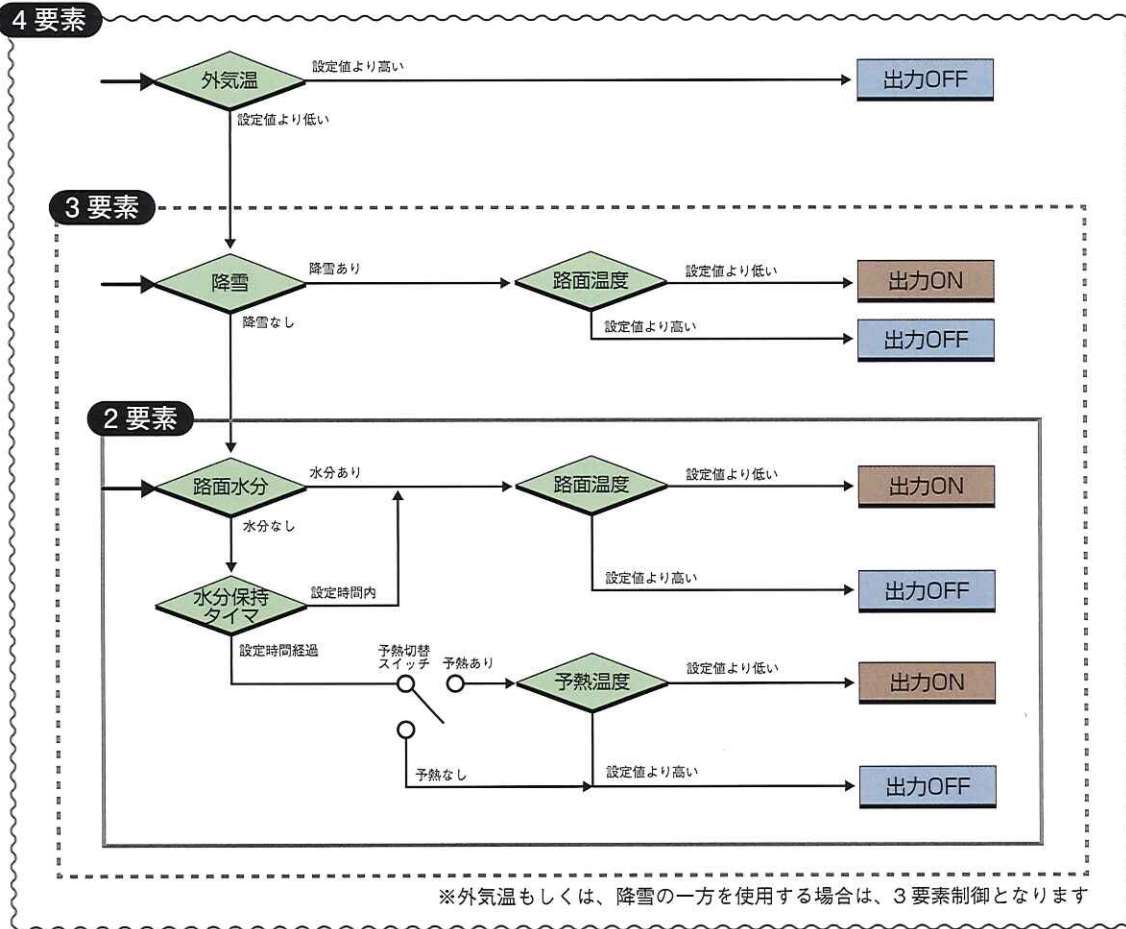 4要素
外気温
設定値より高い
出力OFF
設定値より低い
3要素
降雪
降雪あり
路面温度
設定値より低い
出力ON
降雪なし
設定値より高い
出力OFF
2要素
路面水分
水分あり
路面温度
設定値より低い
出力ON
水分なし
水分保持
タイマ
設定時間内
設定値より高い
出力OFF
設定時間経過
予熱切替
スイッチ
予熱あり
予熱温度
設定値より低い
出力ON
予熱なし
設定値より高い
出力OFF
※外気温もしくは、降雪の一方を使用する場合は、3要素制御となります